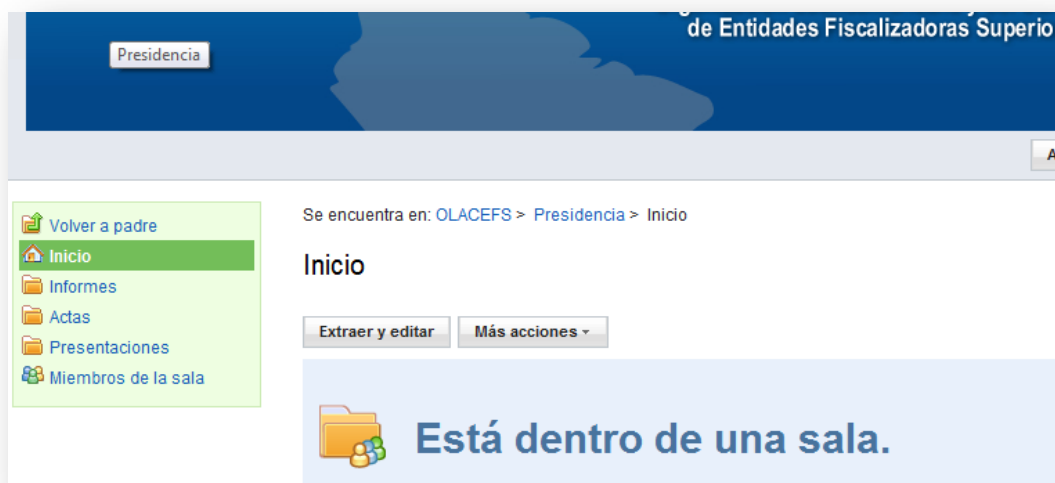 de Entidades Fiscalizadoras
Presidencia
Volver a padre
Inicio
Informes
Actas
Presentaciones
Miembros de la sala
Se encuentra en: OLACEFS > Presidencia > Inicio
Inicio
Extraer y editar
Más acciones
Está dentro de una sala.